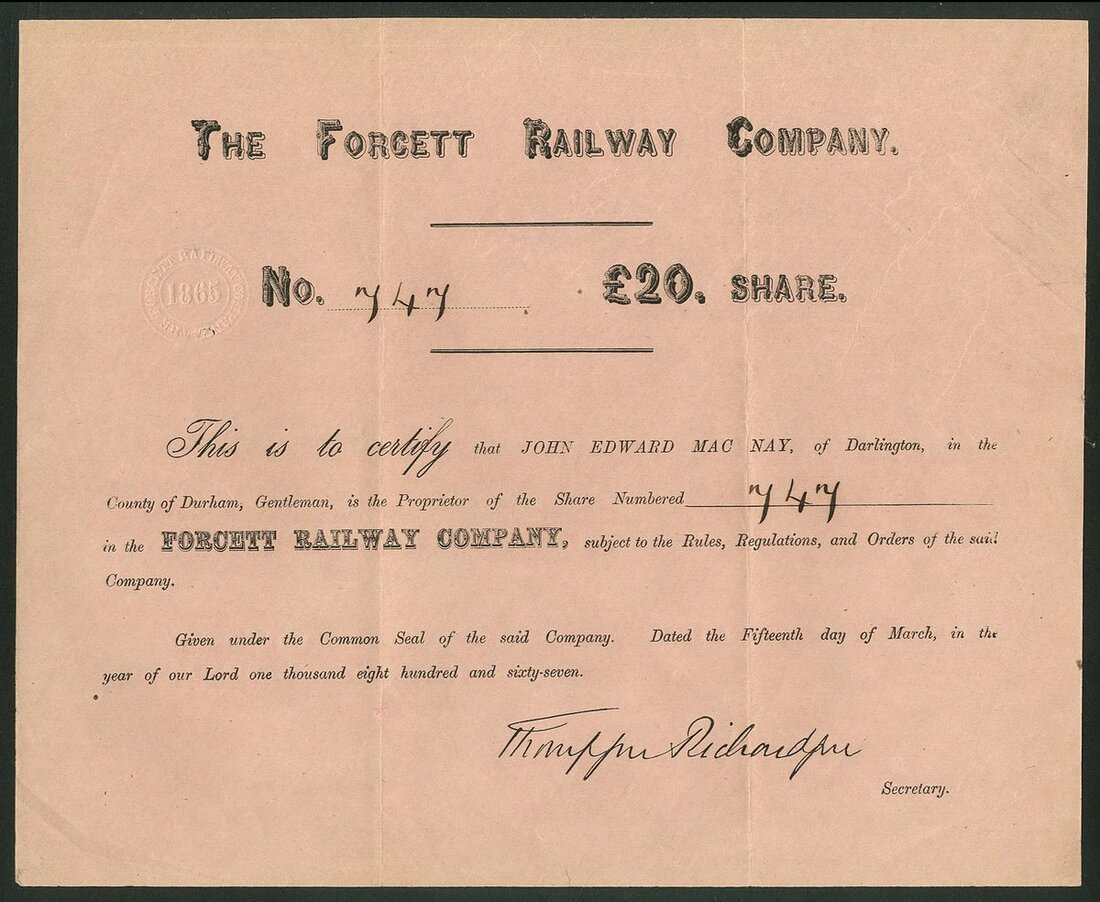 THE FORCETT RAILWAY COMPANY.
1865
No. 747 £20. SHARE.
This is to certify that JOHN EDWARD MAC NAY, of Darlington, in the
County of Durham, Gentleman, is the Proprietor of the Share Numbered 747
in the FORCETT RAILWAY COMPANY, subject to the Rules, Regulations, and Orders of the said
Company.
Given under the Common Seal of the said Company. Dated the Fifteenth day of March, in the
year of our Lord one thousand eight hundred and sixty-seven.
Thompson Richardson
Secretary.